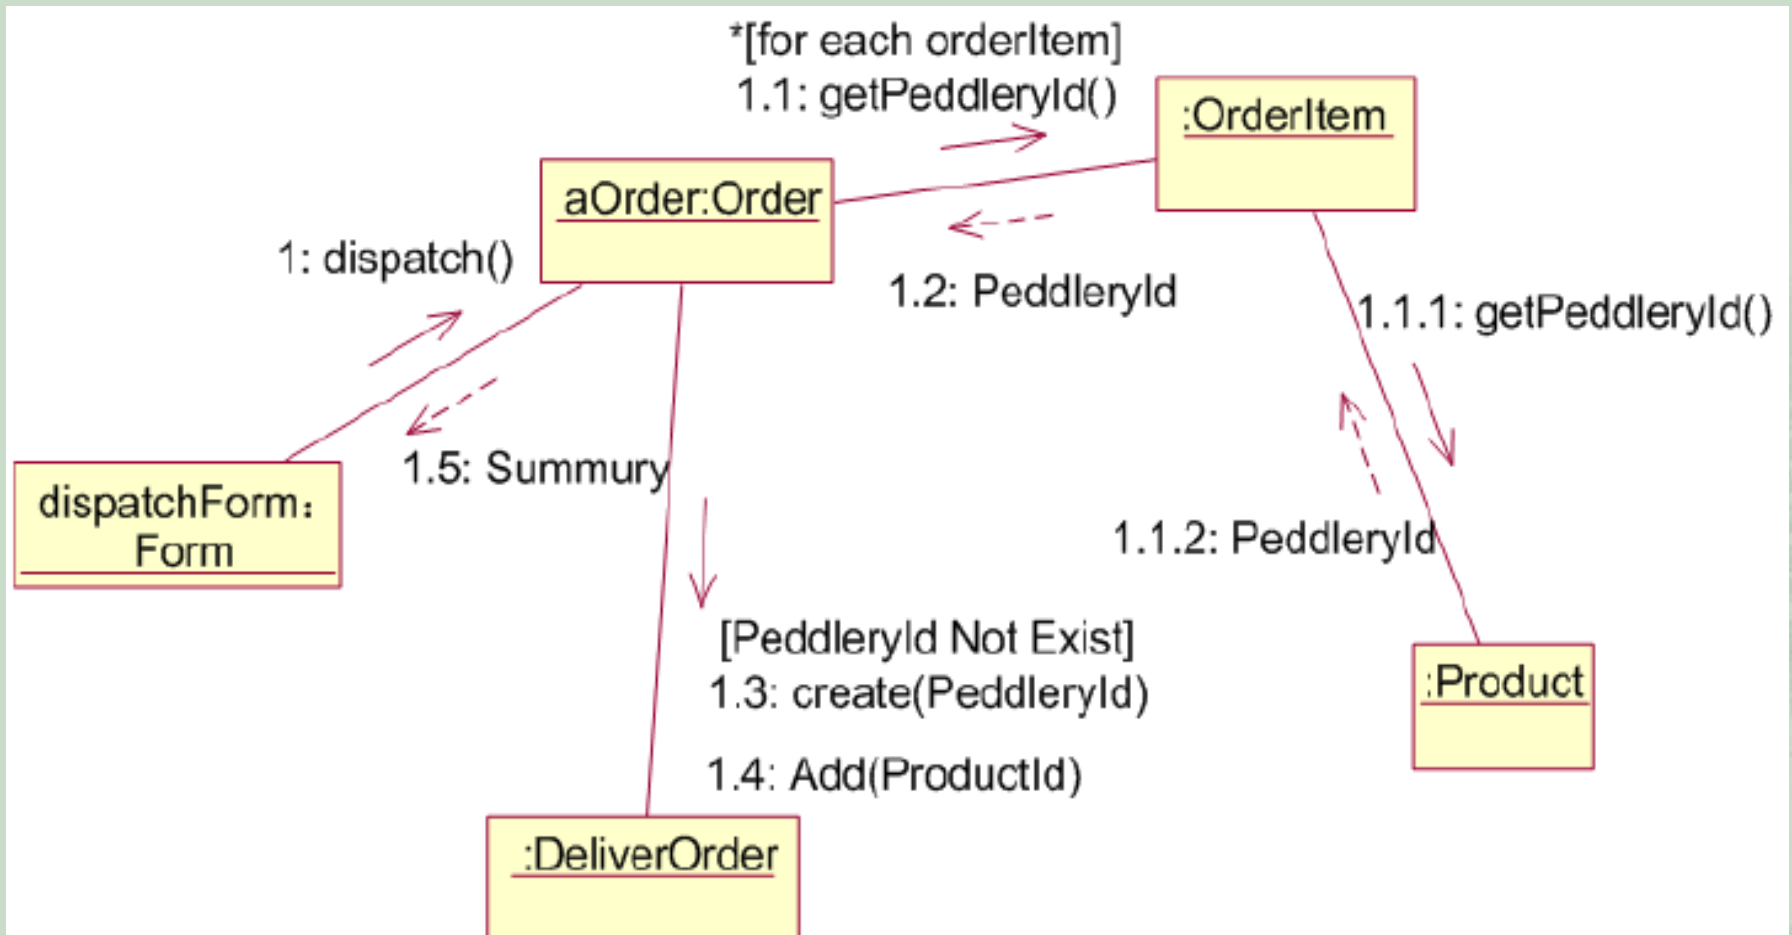 *[for each orderItem]
1.1: getPeddleryId()
:OrderItem
aOrder:Order
1: dispatch()
1.2: PeddleryId
1.1.1: getPeddleryId()
1.5: Summury
dispatchForm：
Form
1.1.2: PeddleryId
[PeddleryId Not Exist]
1.3: create(PeddleryId)
:Product
1.4: Add(ProductId)
:DeliverOrder